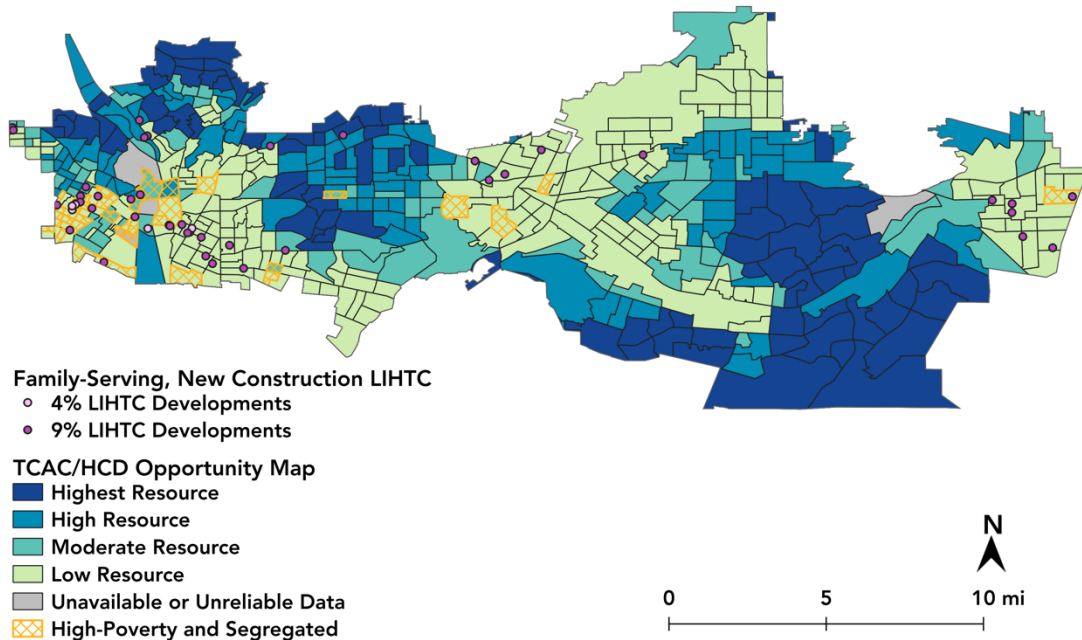 Family-Serving, New Construction LIHTC
4% LIHTC Developments
9% LIHTC Developments
TCAC/HCD Opportunity Map
Highest Resource
High Resource
Moderate Resource
Low Resource
Unavailable or Unreliable Data
High-Poverty and Segregated
N
0 5 10 mi